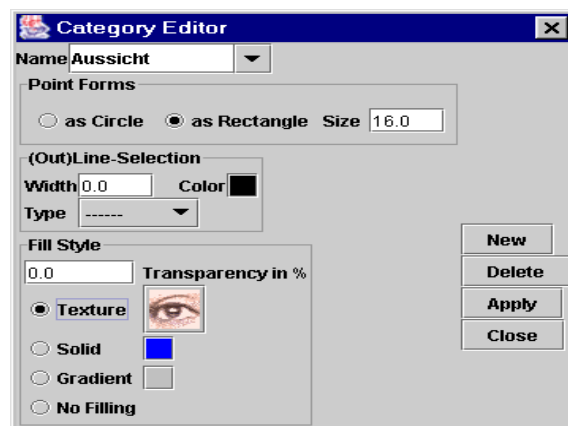 Category Editor
Name Aussicht
Point Forms
as Circle as Rectangle Size 16.0
(Out)Line-Selection
Width 0.0 Color
Type ------
Fill Style
0.0 Transparency in %
Texture
Solid
Gradient
No Filling
New
Delete
Apply
Close